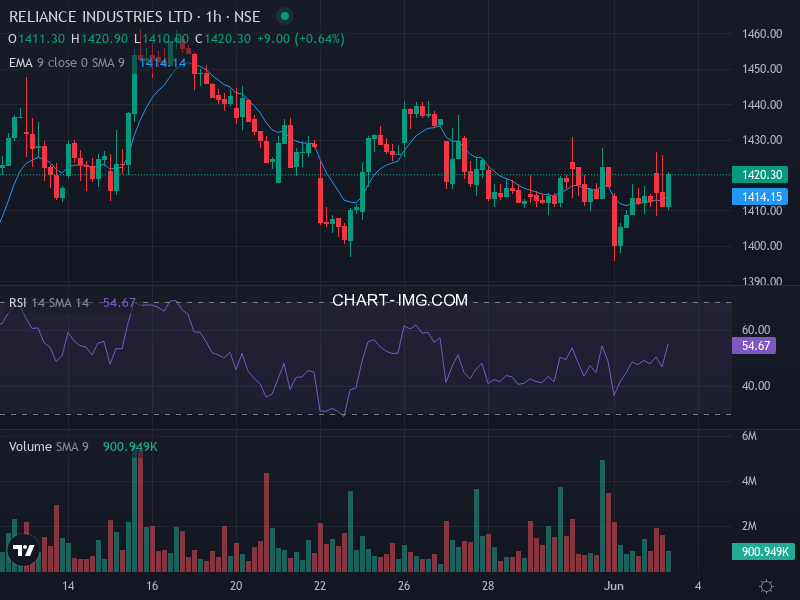 RELIANCE INDUSTRIES LTD · 1h · NSE
O1411.30 H1420.90 L1410.00 C1420.30 +9.00 (+0.64%)
EMA 9 close 0 SMA 9 1414.14
1460.00
1450.00
1440.00
1430.00
1420.30
1414.15
1410.00
1400.00
1390.00
RSI 14 SMA 14 54.67
CHART-IMG.COM
60.00
54.67
40.00
Volume SMA 9 900.949K
6M
4M
2M
900.949K
14 16 20 22 26 28 Jun 4